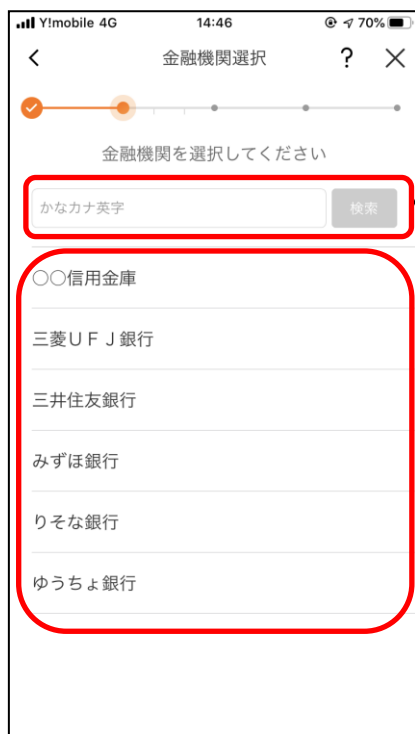 Y!mobile 4G 14:46 70%
金融機関選択 ?
金融機関を選択してください
かなカナ英字 検索
〇〇信用金庫
三菱ＵＦＪ銀行
三井住友銀行
みずほ銀行
りそな銀行
ゆうちょ銀行